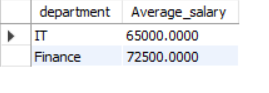 department Average_salary
IT 65000.0000
Finance 72500.0000